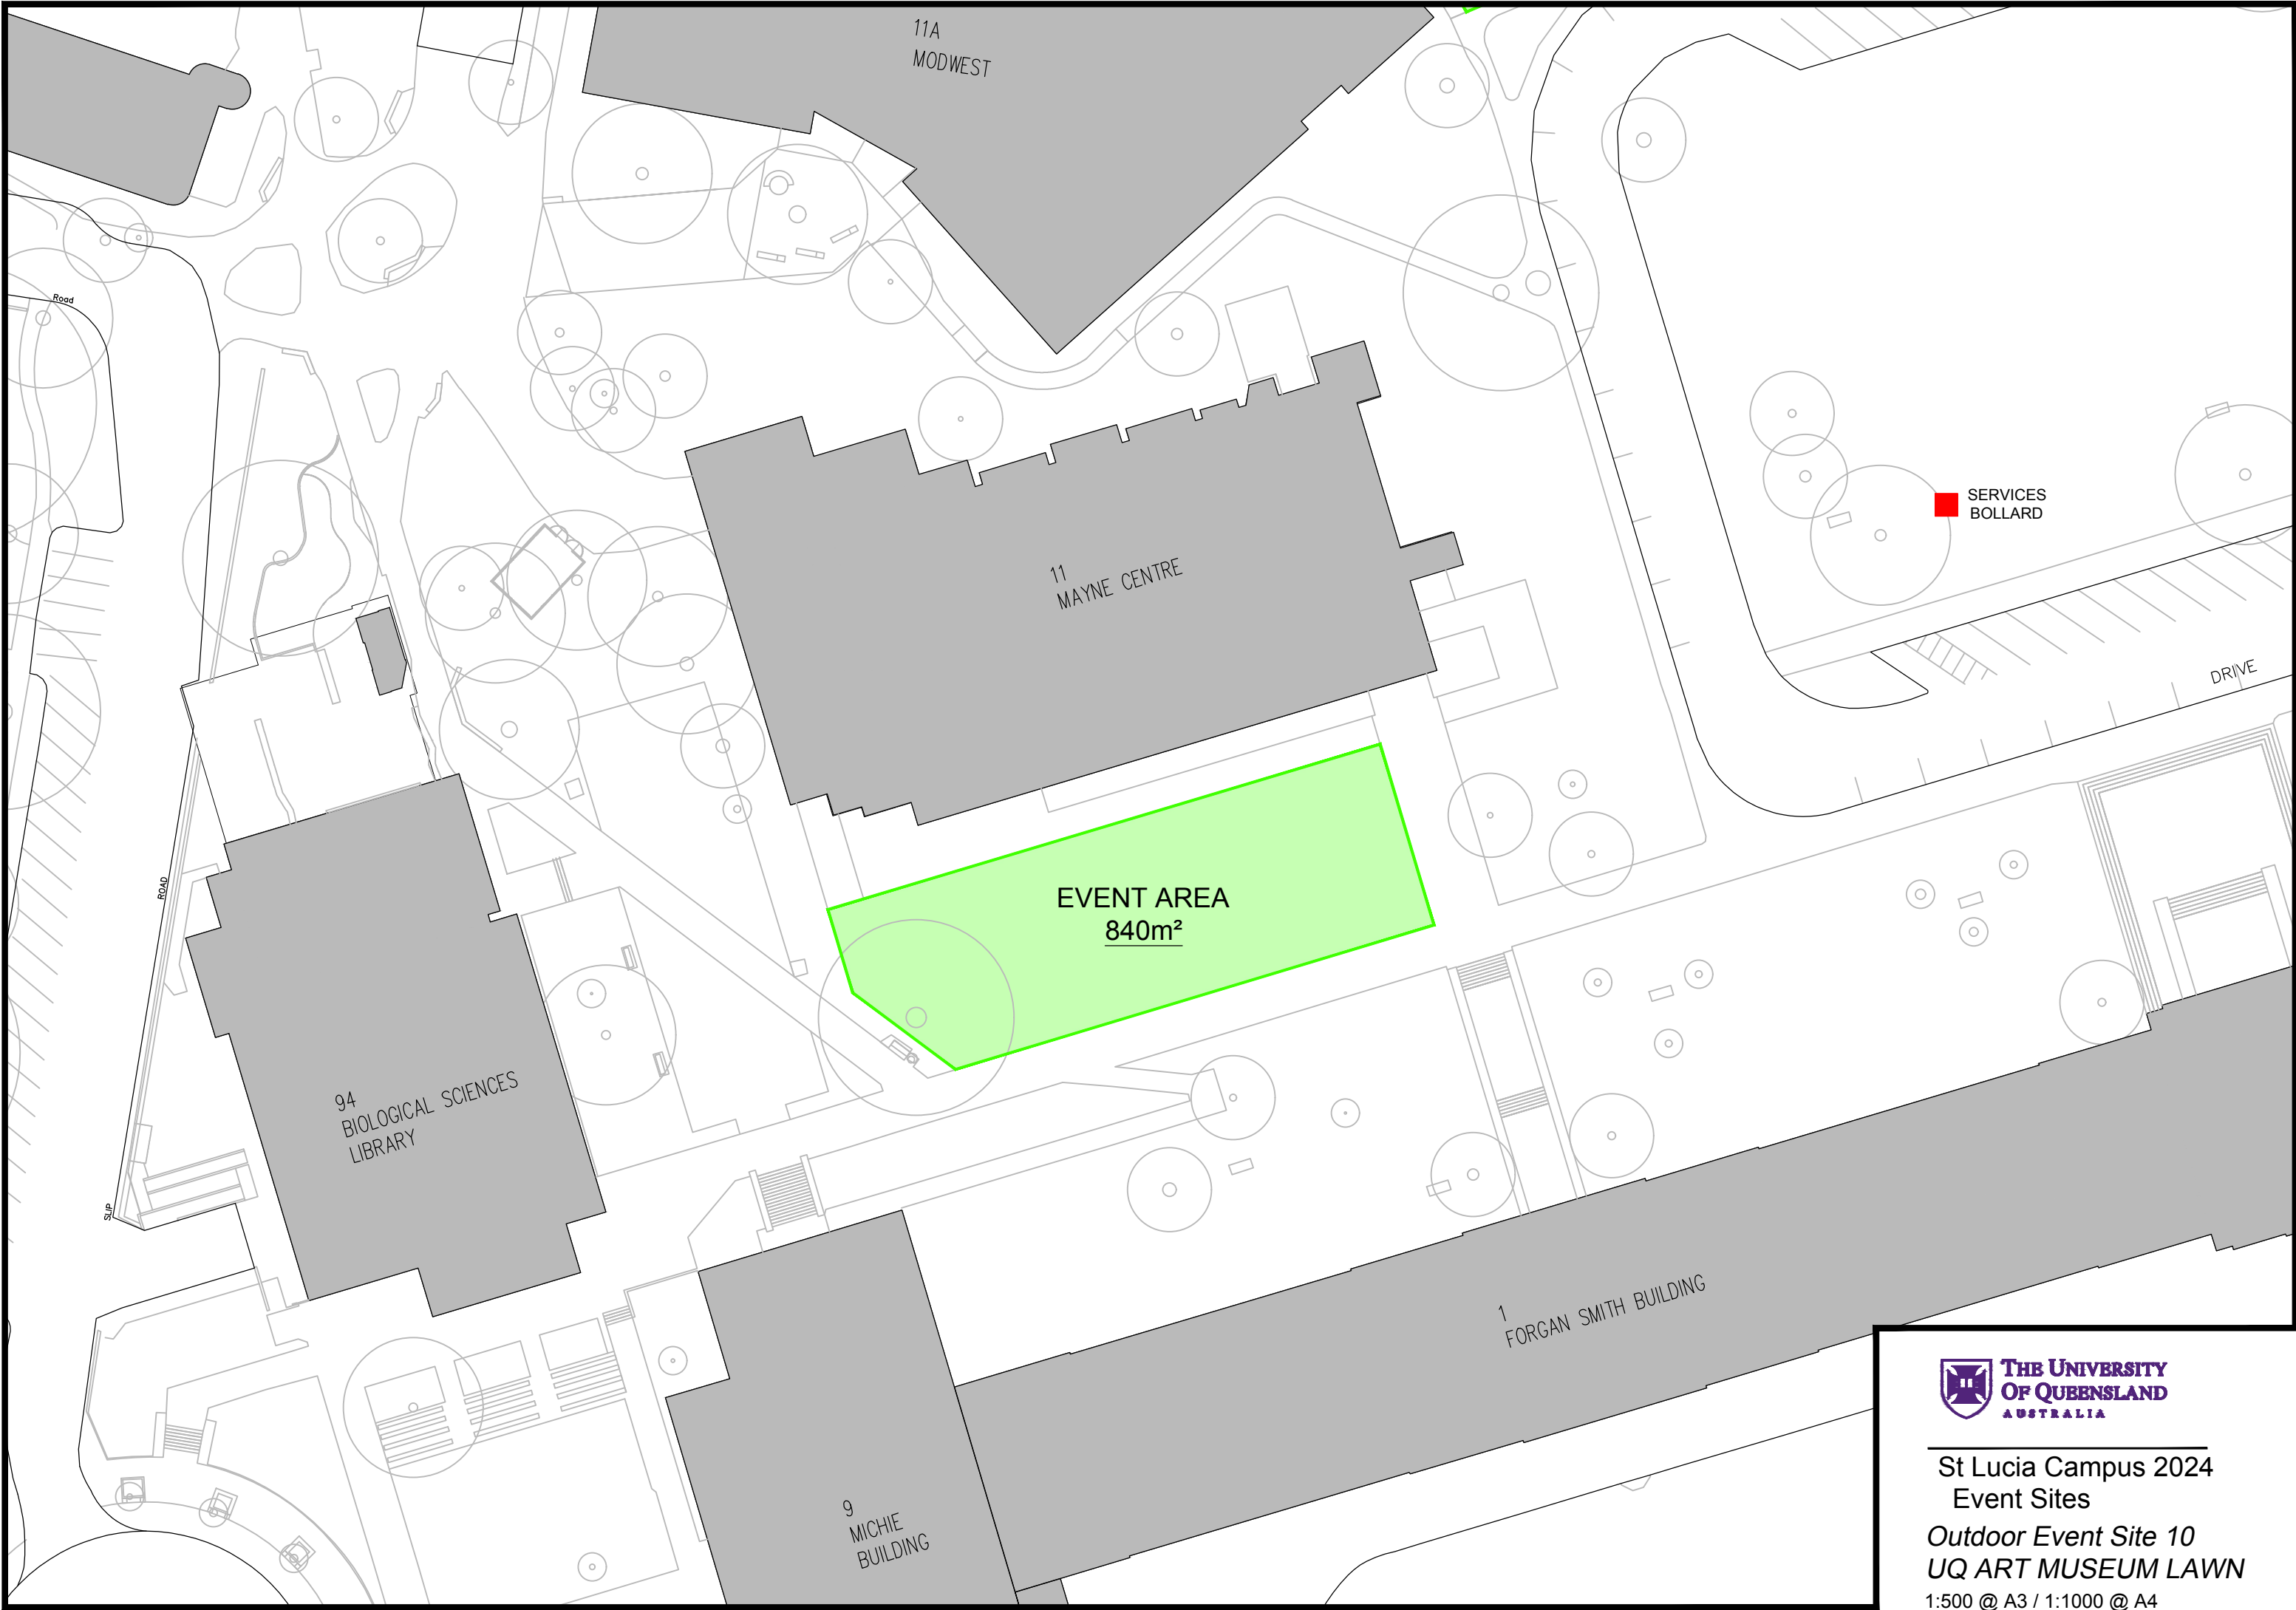 11A
MODWEST
Road
SERVICES
BOLLARD
11
MAYNE CENTRE
DRIVE
EVENT AREA
840m²
ROAD
94
BIOLOGICAL SCIENCES
LIBRARY
SLIP
1
FORGAN SMITH BUILDING
9
MICHIE
BUILDING
THE UNIVERSITY
OF QUEENSLAND
AUSTRALIA
St Lucia Campus 2024
Event Sites
Outdoor Event Site 10
UQ ART MUSEUM LAWN
1:500 @ A3 / 1:1000 @ A4